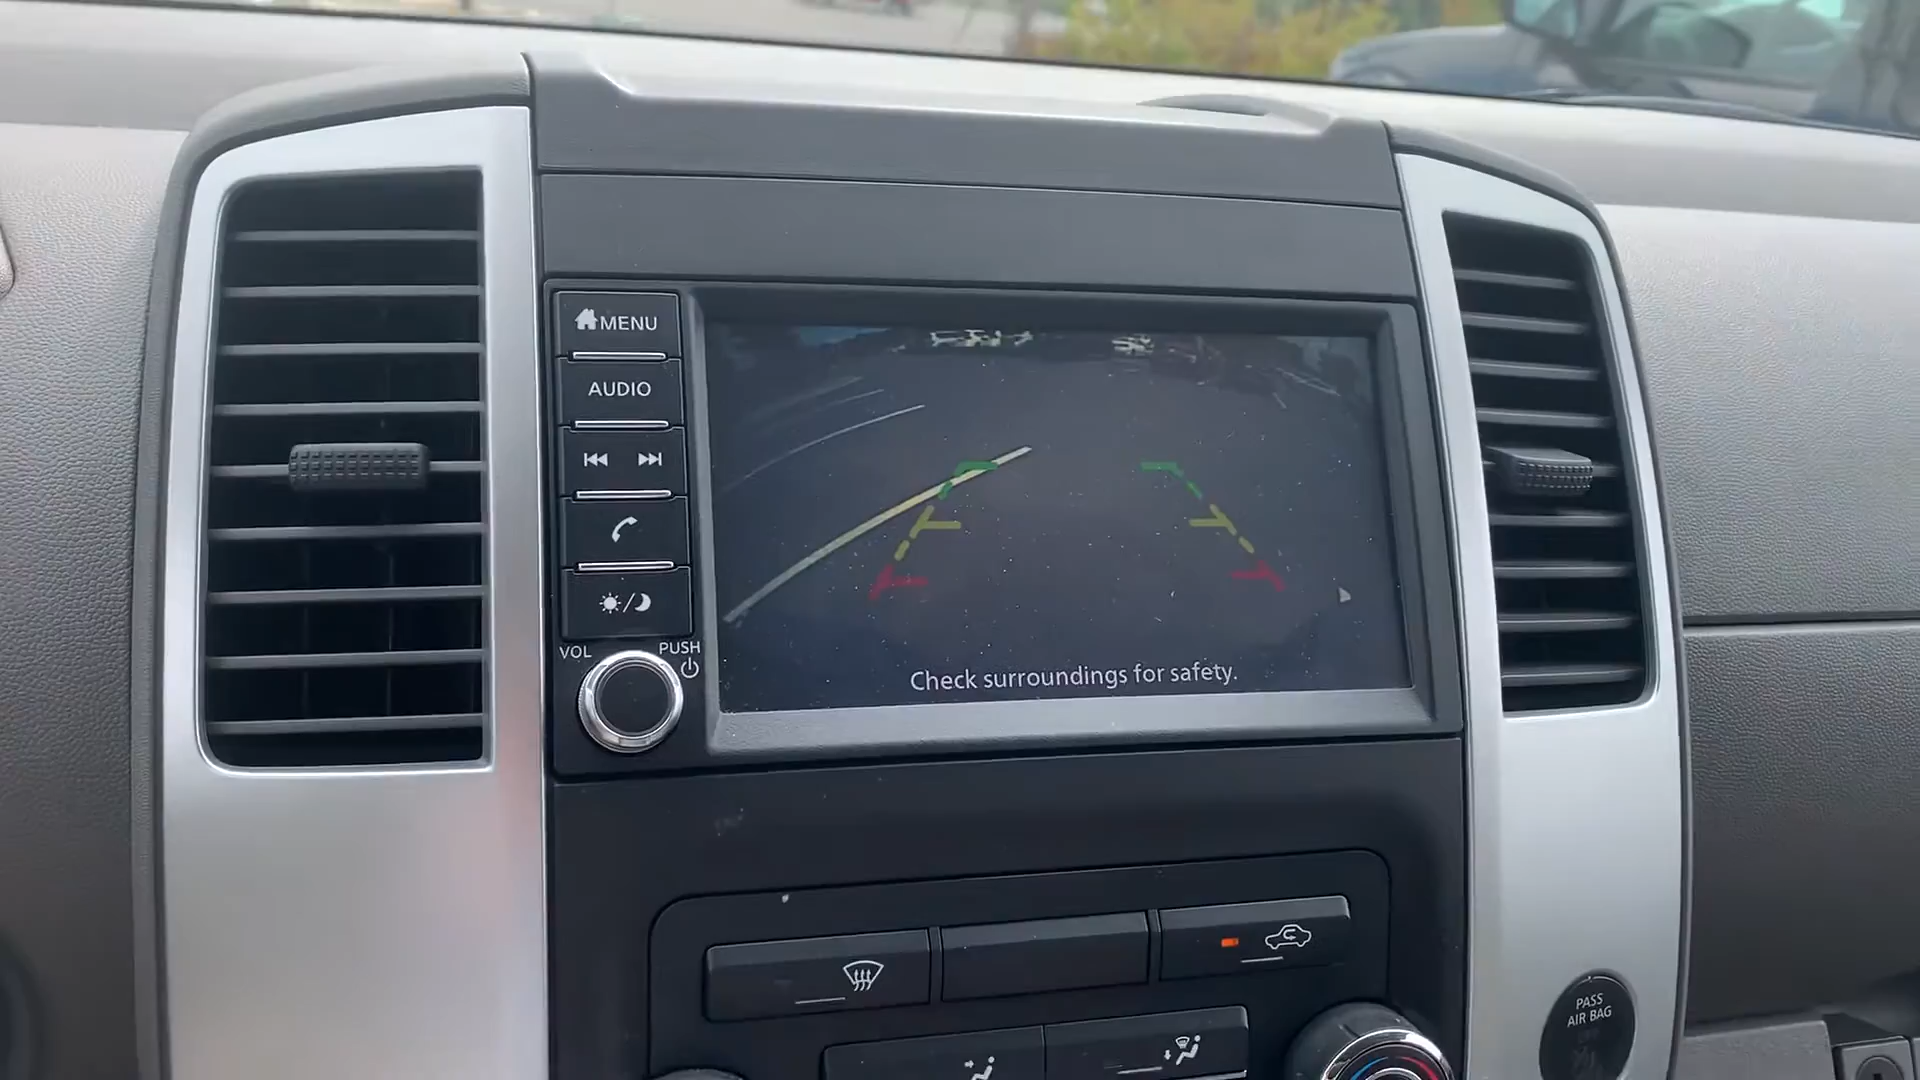 MENU
AUDIO
VOL
PUSH
Check surroundings for safety.
PASS
AIR BAG